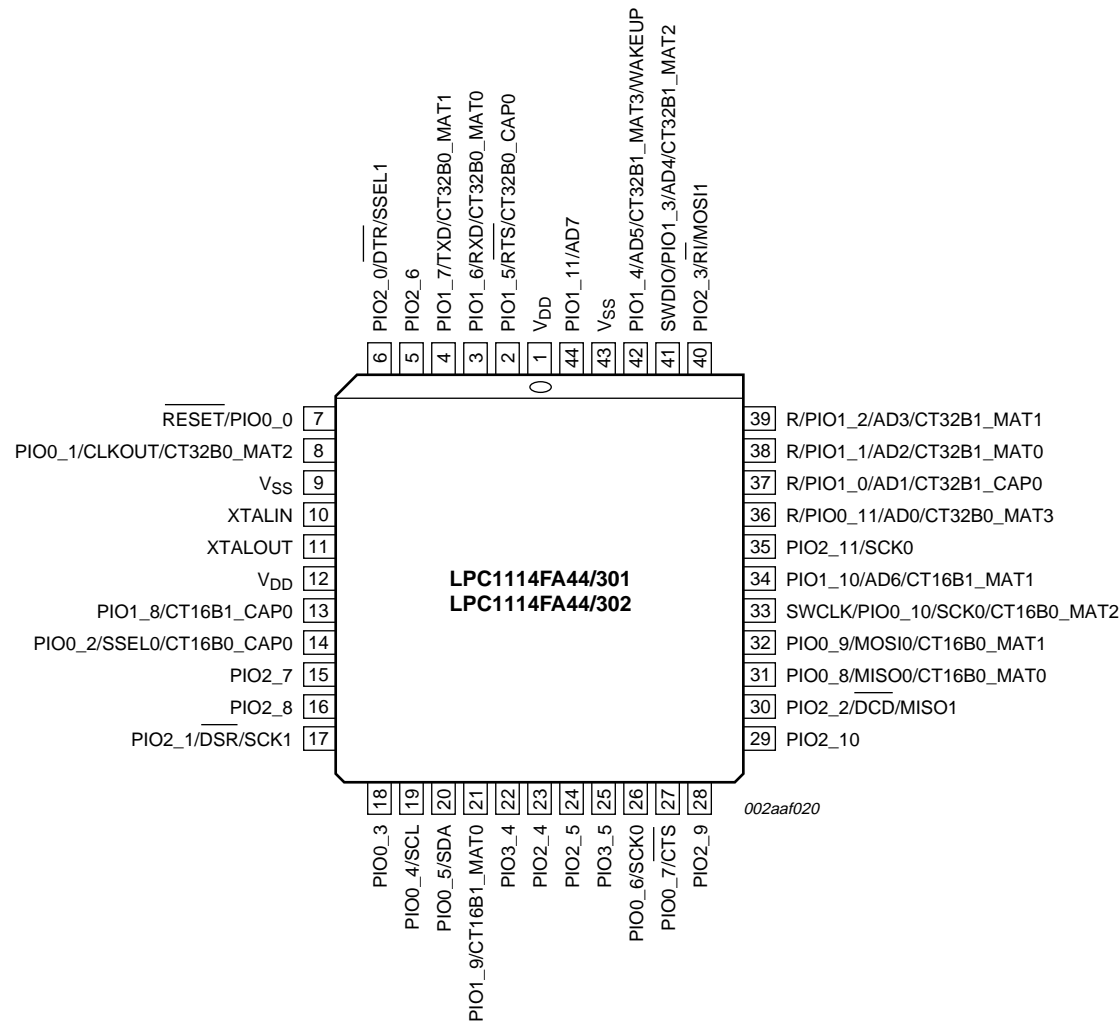 PIO2_0/DTR/SSEL1
PIO2_6
PIO1_7/TXD/CT32B0_MAT1
PIO1_6/RXD/CT32B0_MAT0
PIO1_5/RTS/CT32B0_CAP0
VDD
PIO1_11/AD7
VSS
PIO1_4/AD5/CT32B1_MAT3/WAKEUP
SWDIO/PIO1_3/AD4/CT32B1_MAT2
PIO2_3/RI/MOSI1
6 5 4 3 2 1 44 43 42 41 40
RESET/PIO0_0 7
PIO0_1/CLKOUT/CT32B0_MAT2 8
VSS 9
XTALIN 10
XTALOUT 11
VDD 12
PIO1_8/CT16B1_CAP0 13
PIO0_2/SSEL0/CT16B0_CAP0 14
PIO2_7 15
PIO2_8 16
PIO2_1/DSR/SCK1 17
LPC1114FA44/301
LPC1114FA44/302
39 R/PIO1_2/AD3/CT32B1_MAT1
38 R/PIO1_1/AD2/CT32B1_MAT0
37 R/PIO1_0/AD1/CT32B1_CAP0
36 R/PIO0_11/AD0/CT32B0_MAT3
35 PIO2_11/SCK0
34 PIO1_10/AD6/CT16B1_MAT1
33 SWCLK/PIO0_10/SCK0/CT16B0_MAT2
32 PIO0_9/MOSI0/CT16B0_MAT1
31 PIO0_8/MISO0/CT16B0_MAT0
30 PIO2_2/DCD/MISO1
29 PIO2_10
18 19 20 21 22 23 24 25 26 27 28
PIO0_3
PIO0_4/SCL
PIO0_5/SDA
PIO1_9/CT16B1_MAT0
PIO3_4
PIO2_4
PIO2_5
PIO3_5
PIO0_6/SCK0
PIO0_7/CTS
PIO2_9
002aaf020